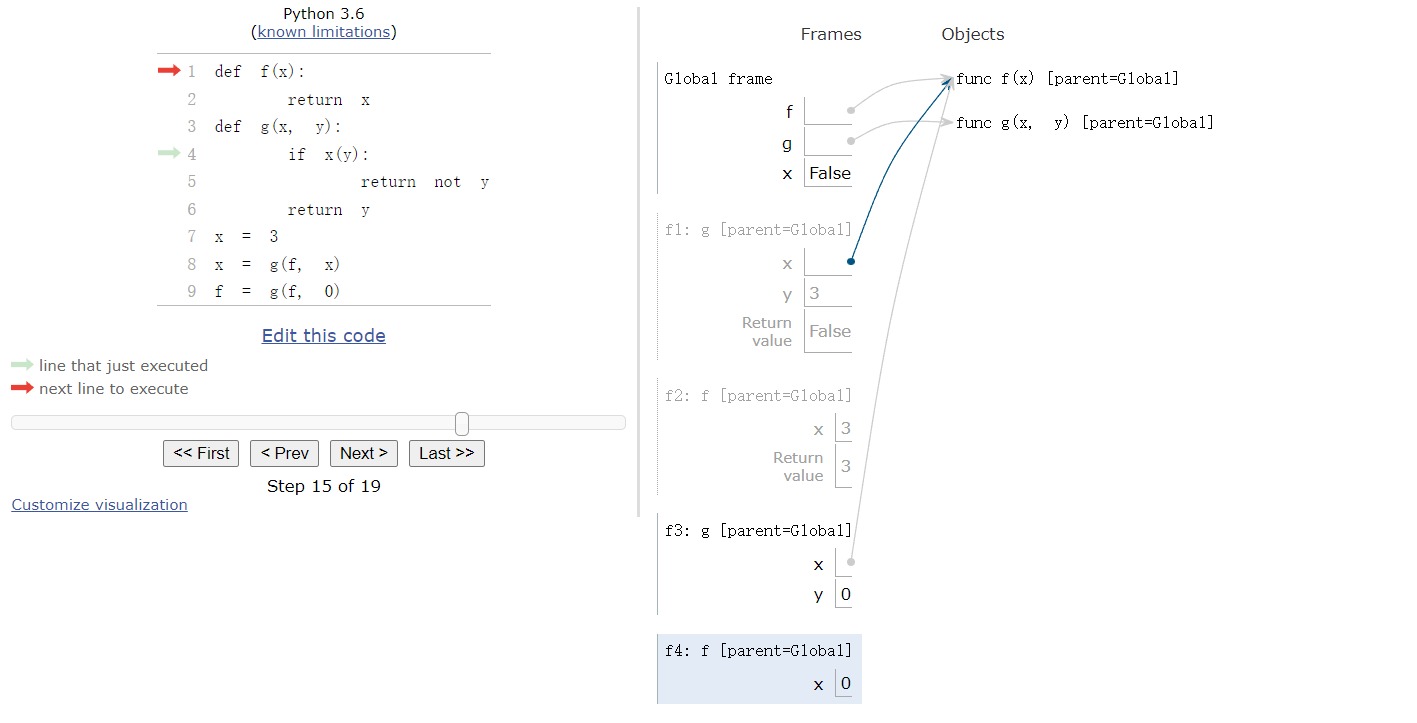 Python 3.6
(known limitations)
1 def f(x):
2 return x
3 def g(x, y):
4 if x(y):
5 return not y
6 return y
7 x = 3
8 x = g(f, x)
9 f = g(f, 0)
Edit this code
line that just executed
next line to execute
<< First < Prev Next > Last >>
Step 15 of 19
Customize visualization
Frames Objects
Global frame
f
g
x False
func f(x) [parent=Global]
func g(x, y) [parent=Global]
f1: g [parent=Global]
x
y 3
Return
value False
f2: f [parent=Global]
x 3
Return
value 3
f3: g [parent=Global]
x
y 0
f4: f [parent=Global]
x 0